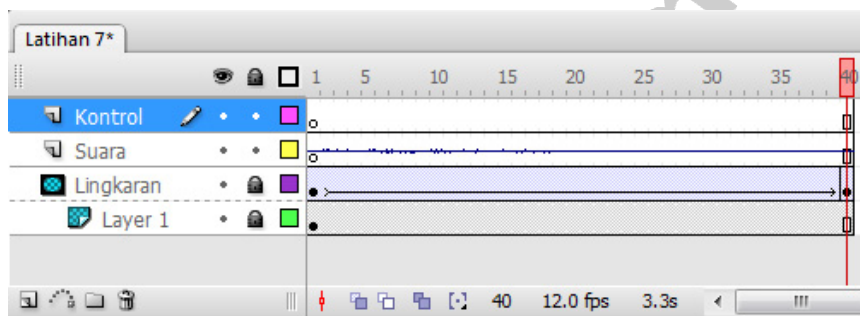 Latihan 7*
1 5 10 15 20 25 30 35 40
Kontrol
Suara
Lingkaran
Layer 1
40 12.0 fps 3.3s